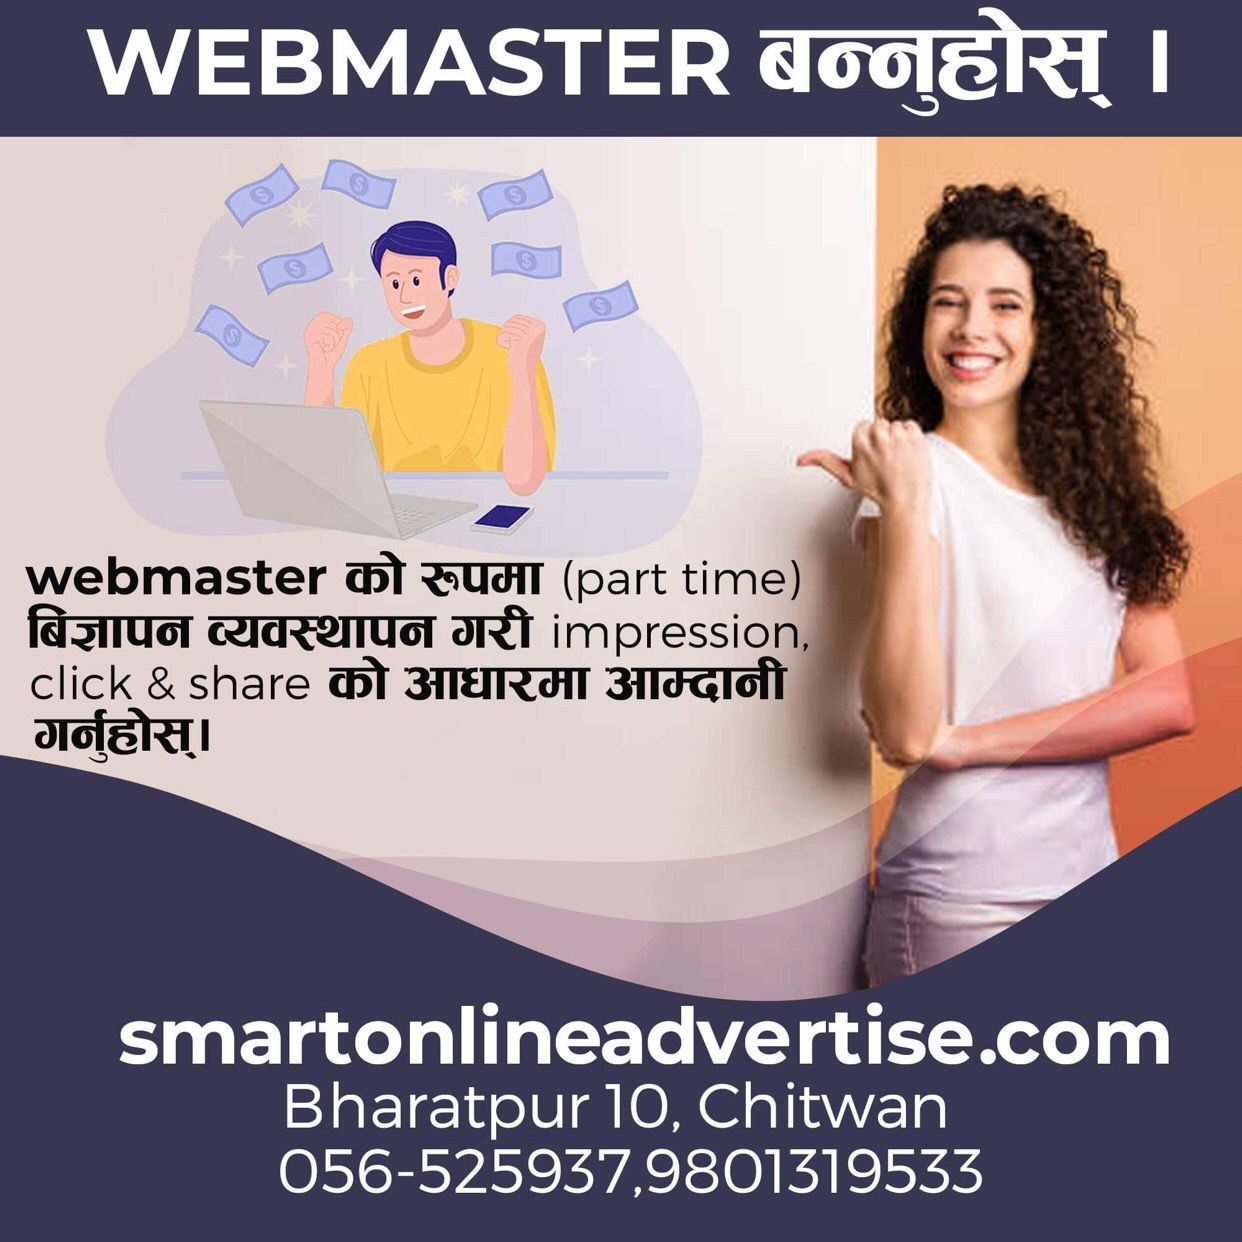 WEBMASTER बन्नुहोस् ।
webmaster को रुपमा (part time)
बिज्ञापन व्यवस्थापन गरी impression,
click & share को आधारमा आम्दानी
गर्नुहोस्।
smartonlineadvertise.com
Bharatpur 10, Chitwan
056-525937,9801319533